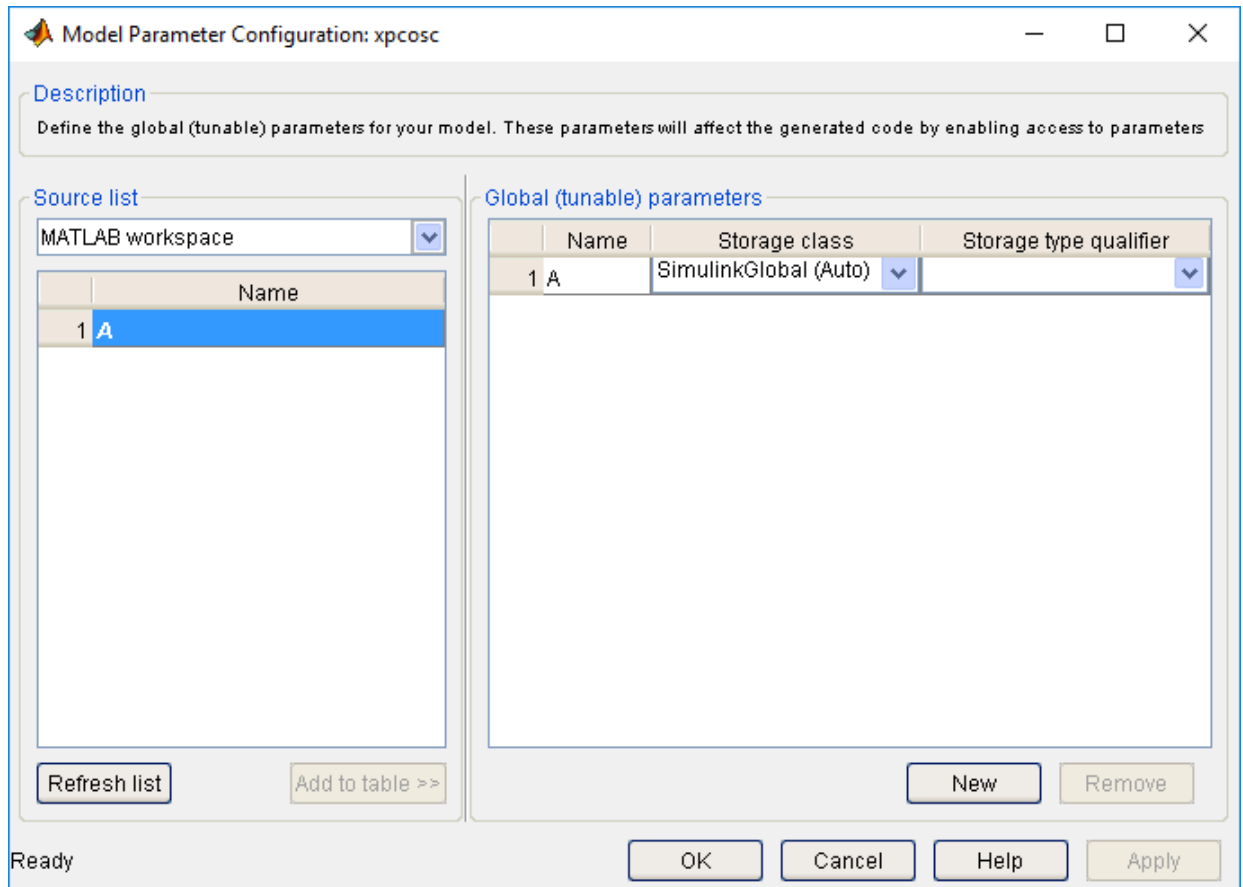 Model Parameter Configuration: xpcosc
Description
Define the global (tunable) parameters for your model. These parameters will affect the generated code by enabling access to parameters
Source list
MATLAB workspace
Name
1 A
Refresh list
Add to table >>
Global (tunable) parameters
Name Storage class Storage type qualifier
1 A SimulinkGlobal (Auto)
New Remove
Ready
OK Cancel Help Apply